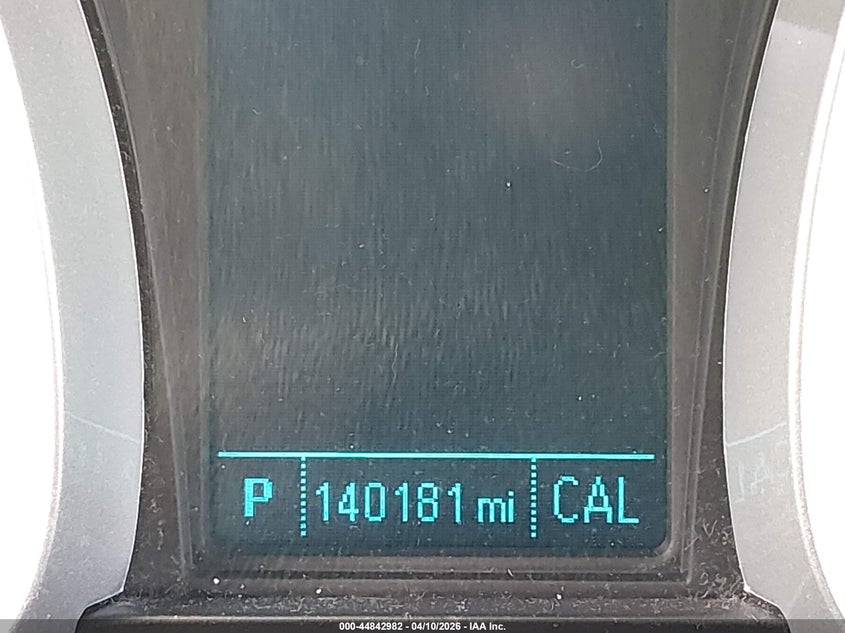 P 140181 mi CAL
000-44842982 - 04/10/2026 - IAA Inc.